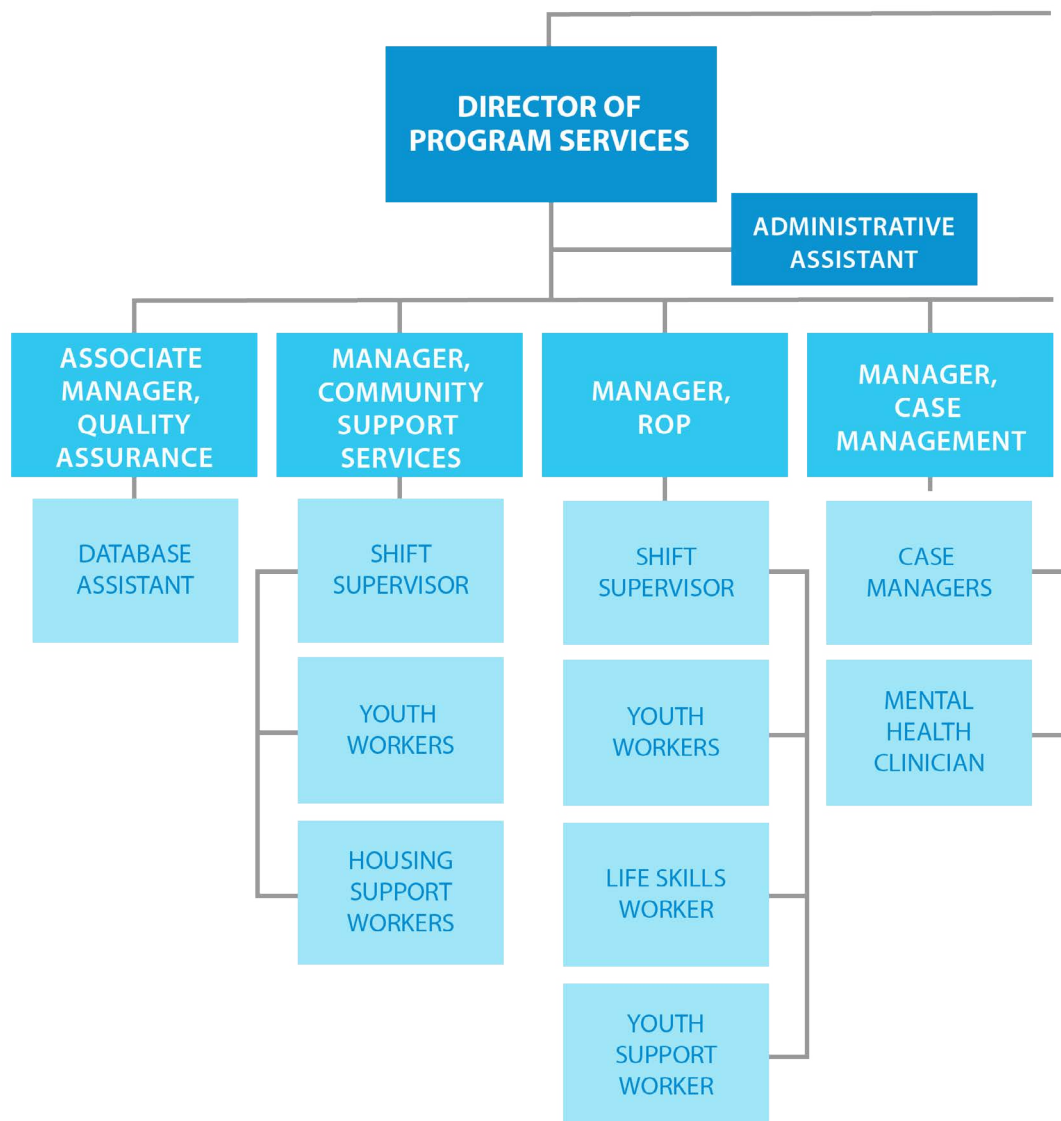 DIRECTOR OF
PROGRAM SERVICES
ADMINISTRATIVE
ASSISTANT
ASSOCIATE
MANAGER,
QUALITY
ASSURANCE
DATABASE
ASSISTANT
MANAGER,
COMMUNITY
SUPPORT
SERVICES
SHIFT
SUPERVISOR
YOUTH
WORKERS
HOUSING
SUPPORT
WORKERS
MANAGER,
ROP
SHIFT
SUPERVISOR
YOUTH
WORKERS
LIFE SKILLS
WORKER
YOUTH
SUPPORT
WORKER
MANAGER,
CASE
MANAGEMENT
CASE
MANAGERS
MENTAL
HEALTH
CLINICIAN